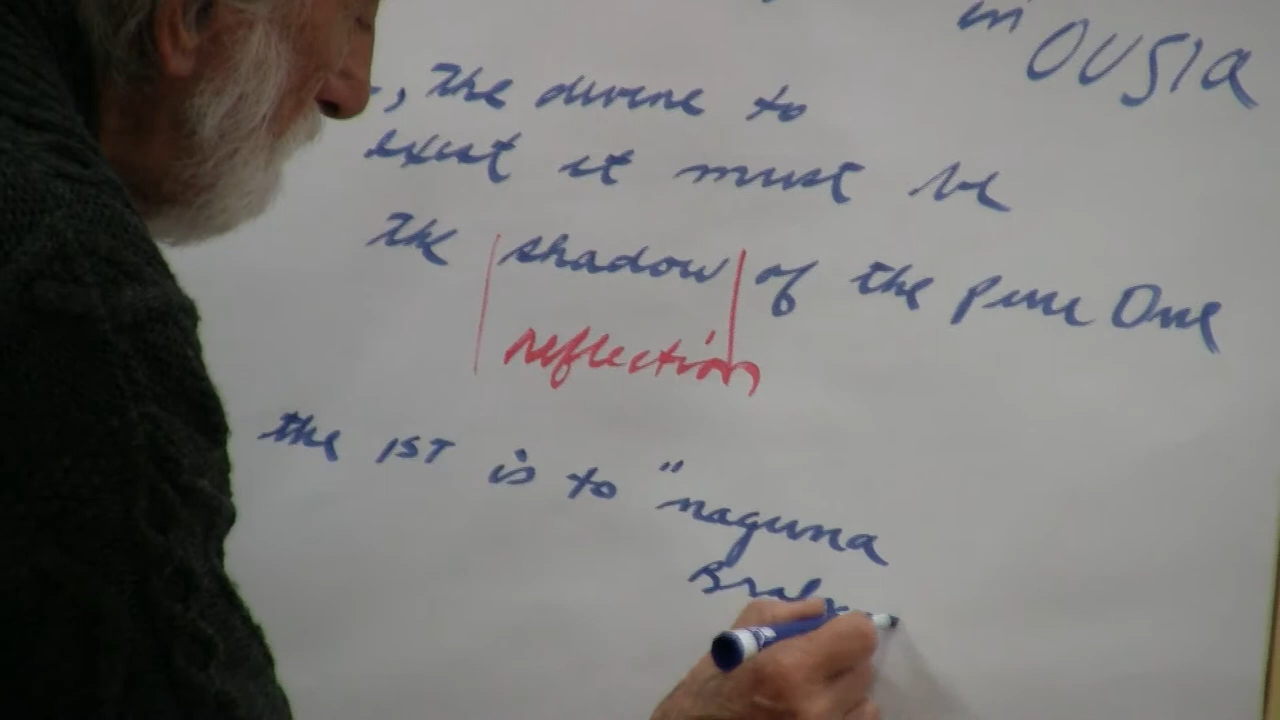 in OUSIA
, The divine to
exist it must be
the shadow of the pure One
reflection
the 1ST is to "naguna